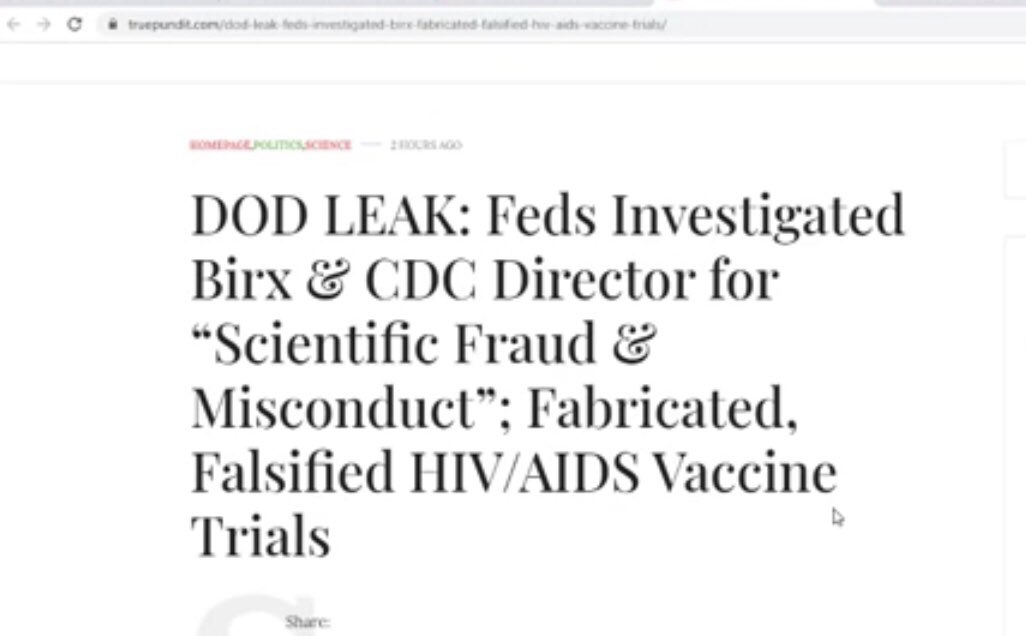 truepundit.com/dod-leak-feds-investigated-birx-fabricated-falsified-hiv-aids-vaccine-trials/
HOMEPAGE,POLITICS,SCIENCE — 2 HOURS AGO
DOD LEAK: Feds Investigated
Birx & CDC Director for
“Scientific Fraud &
Misconduct”; Fabricated,
Falsified HIV/AIDS Vaccine
Trials
Share: